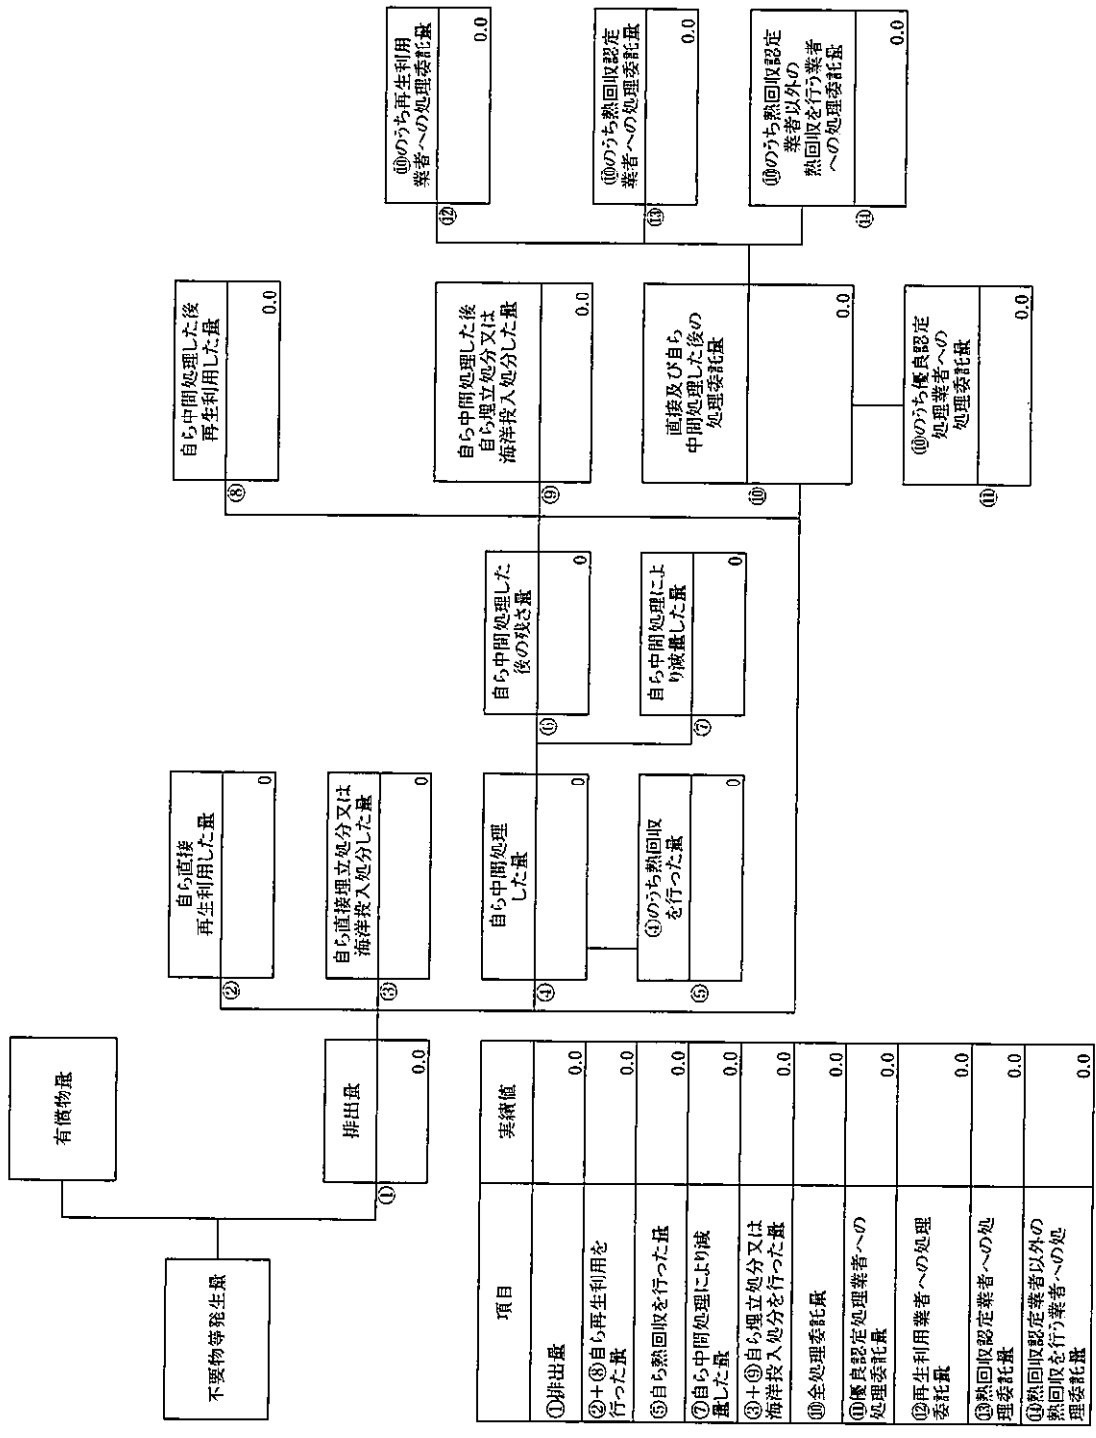 不要物等発生量
有償物量
①
排出量
0.0
②
自ら直接
再生利用した量
0
③
自ら直接埋立処分又は
海洋投入処分した量
0
④
自ら中間処理
した量
0
⑤
④のうち熱回収
を行った量
0
⑥
自ら中間処理した
後の残さ量
0
⑦
自ら中間処理によ
り減量した量
0
⑧
自ら中間処理した後
再生利用した量
0.0
⑨
自ら中間処理した後
自ら埋立処分又は
海洋投入処分した量
0.0
⑩
直接及び自ら
中間処理した後の
処理委託量
0.0
⑪
⑩のうち優良認定
処理業者への
処理委託量
0.0
⑫
⑩のうち再生利用
業者への処理委託量
0.0
⑬
⑩のうち熱回収認定
業者への処理委託量
0.0
⑭
⑩のうち熱回収認定
業者以外の
熱回収を行う業者
への処理委託量
0.0
項目 実績値
①排出量 0.0
②+⑧自ら再生利用を
行った量 0.0
⑤自ら熱回収を行った量 0.0
⑦自ら中間処理により減
量した量 0.0
③+⑨自ら埋立処分又は
海洋投入処分を行った量 0.0
⑩全処理委託量 0.0
⑪優良認定処理業者への
処理委託量 0.0
⑫再生利用業者への処理
委託量 0.0
⑬熱回収認定業者への処
理委託量 0.0
⑭熱回収認定業者以外の
熱回収を行う業者への処
理委託量 0.0